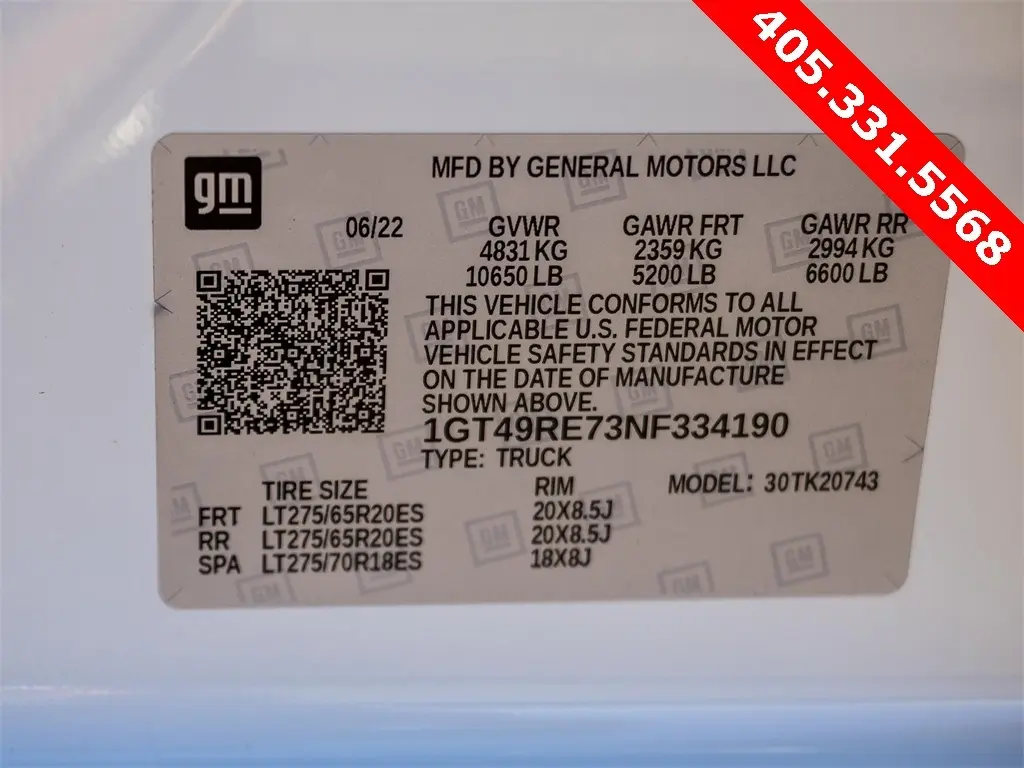 405.331.5568
gm
MFD BY GENERAL MOTORS LLC
06/22 GVWR GAWR FRT GAWR RR
4831 KG 2359 KG 2994 KG
10650 LB 5200 LB 6600 LB
THIS VEHICLE CONFORMS TO ALL
APPLICABLE U.S. FEDERAL MOTOR
VEHICLE SAFETY STANDARDS IN EFFECT
ON THE DATE OF MANUFACTURE
SHOWN ABOVE.
1GT49RE73NF334190
TYPE: TRUCK
TIRE SIZE RIM MODEL: 30TK20743
FRT LT275/65R20ES 20X8.5J
RR LT275/65R20ES 20X8.5J
SPA LT275/70R18ES 18X8J